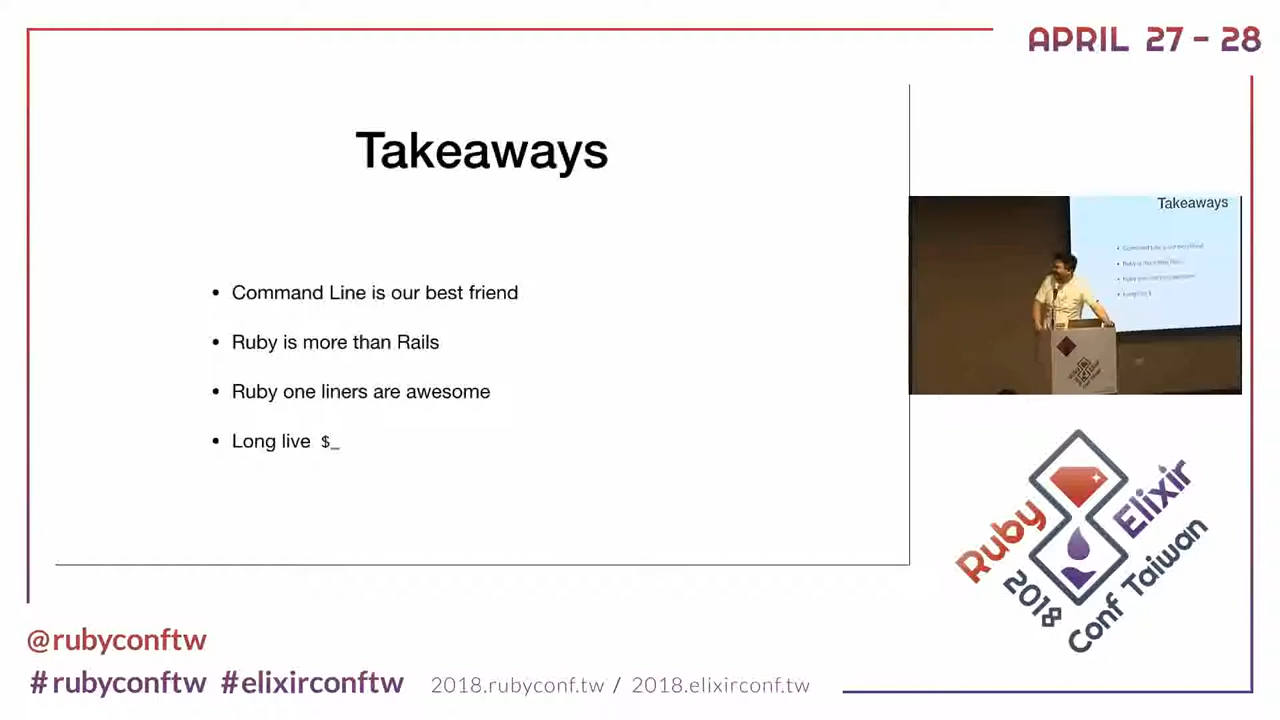 APRIL 27 - 28
Takeaways
• Command Line is our best friend
• Ruby is more than Rails
• Ruby one liners are awesome
• Long live $_
Takeaways
Ruby Elixir
2018 Conf Taiwan
@rubyconftw
#rubyconftw #elixirconftw 2018.rubyconf.tw / 2018.elixirconf.tw